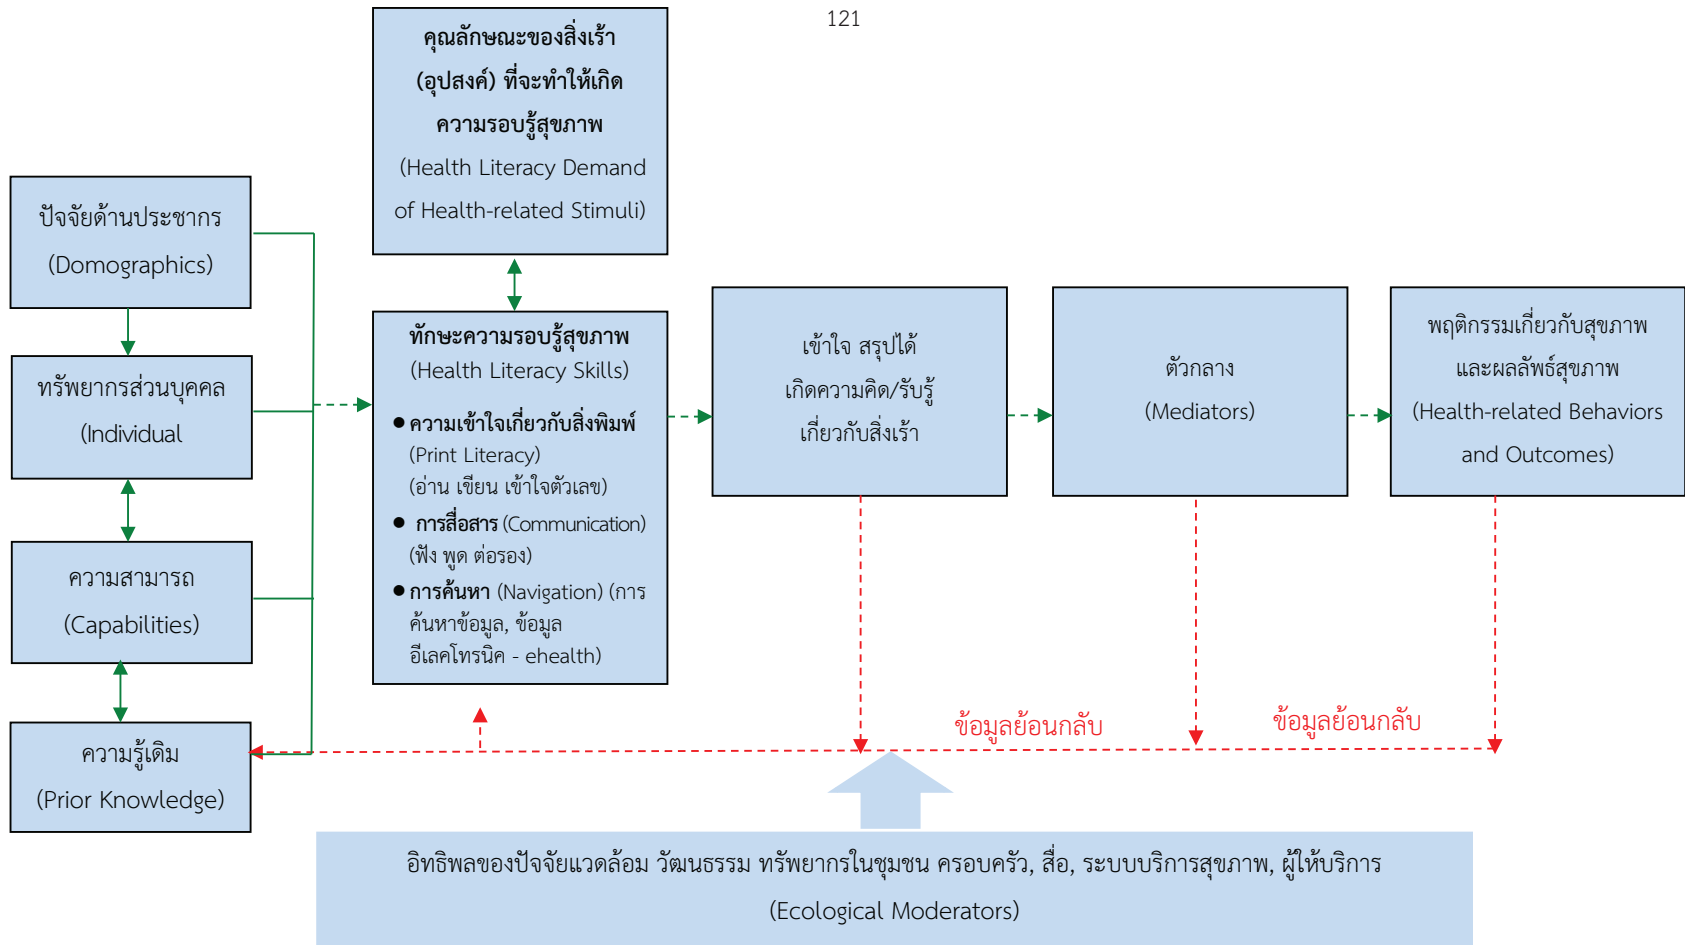 121
คุณลักษณะของสิ่งเร้า
(อุปสงค์) ที่จะทำให้เกิด
ความรอบรู้สุขภาพ
(Health Literacy Demand
of Health-related Stimuli)
ปัจจัยด้านประชากร
(Domographics)
ทรัพยากรส่วนบุคคล
(Individual
ความสามารถ
(Capabilities)
ความรู้เดิม
(Prior Knowledge)
ทักษะความรอบรู้สุขภาพ
(Health Literacy Skills)
● ความเข้าใจเกี่ยวกับสิ่งพิมพ์
(Print Literacy)
(อ่าน เขียน เข้าใจตัวเลข)
● การสื่อสาร (Communication)
(ฟัง พูด ต่อรอง)
● การค้นหา (Navigation) (การ
ค้นหาข้อมูล, ข้อมูล
อีเลคโทรนิค - ehealth)
เข้าใจ สรุปได้
เกิดความคิด/รับรู้
เกี่ยวกับสิ่งเร้า
ตัวกลาง
(Mediators)
พฤติกรรมเกี่ยวกับสุขภาพ
และผลลัพธ์สุขภาพ
(Health-related Behaviors
and Outcomes)
ข้อมูลย้อนกลับ
ข้อมูลย้อนกลับ
อิทธิพลของปัจจัยแวดล้อม วัฒนธรรม ทรัพยากรในชุมชน ครอบครัว, สื่อ, ระบบบริการสุขภาพ, ผู้ให้บริการ
(Ecological Moderators)